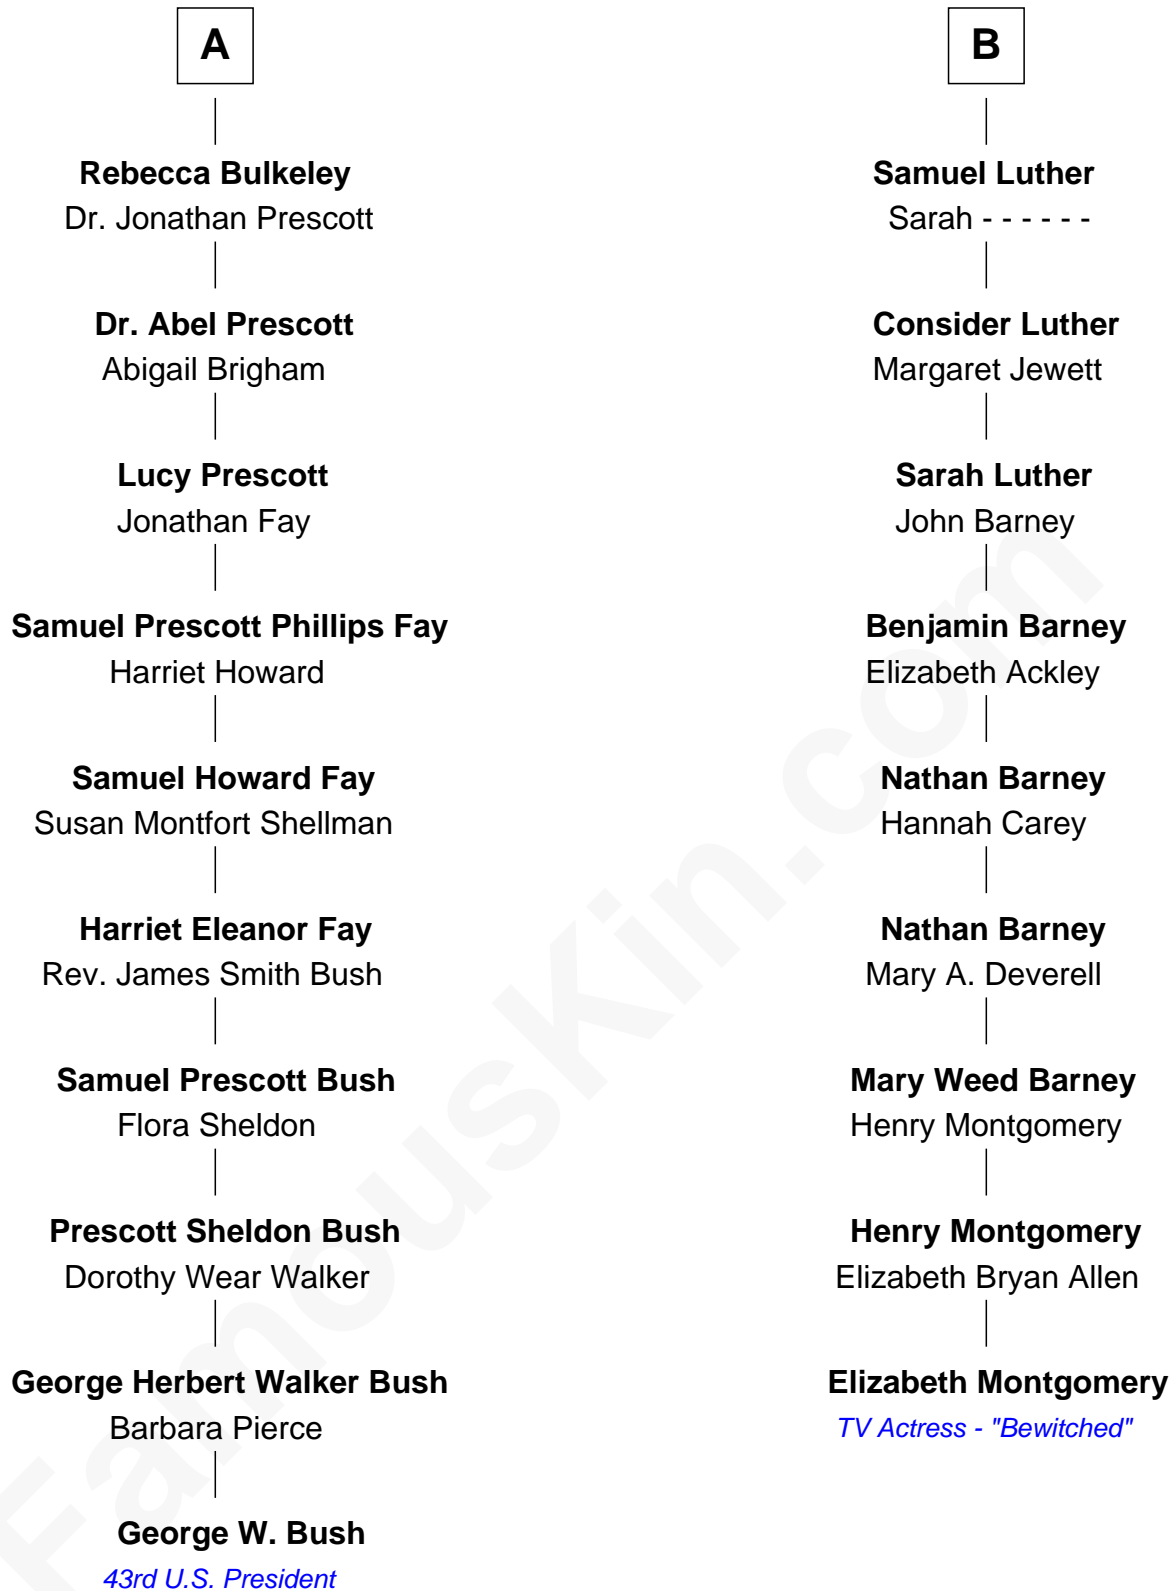 A
Rebecca Bulkeley
Dr. Jonathan Prescott
Dr. Abel Prescott
Abigail Brigham
Lucy Prescott
Jonathan Fay
Samuel Prescott Phillips Fay
Harriet Howard
Samuel Howard Fay
Susan Montfort Shellman
Harriet Eleanor Fay
Rev. James Smith Bush
Samuel Prescott Bush
Flora Sheldon
Prescott Sheldon Bush
Dorothy Wear Walker
George Herbert Walker Bush
Barbara Pierce
George W. Bush
43rd U.S. President
B
Samuel Luther
Sarah - - - - - -
Consider Luther
Margaret Jewett
Sarah Luther
John Barney
Benjamin Barney
Elizabeth Ackley
Nathan Barney
Hannah Carey
Nathan Barney
Mary A. Deverell
Mary Weed Barney
Henry Montgomery
Henry Montgomery
Elizabeth Bryan Allen
Elizabeth Montgomery
TV Actress - "Bewitched"
FamousKin.com